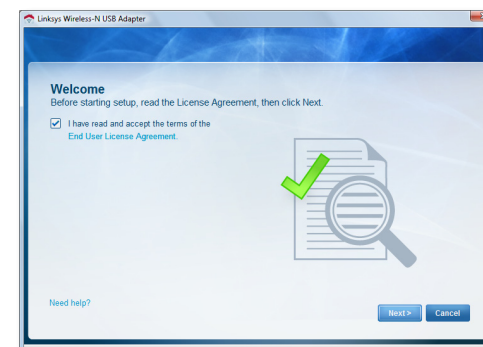 Linksys Wireless-N USB Adapter
Welcome
Before starting setup, read the License Agreement, then click Next.
I have read and accept the terms of the
End User License Agreement.
Need help?
Next >
Cancel